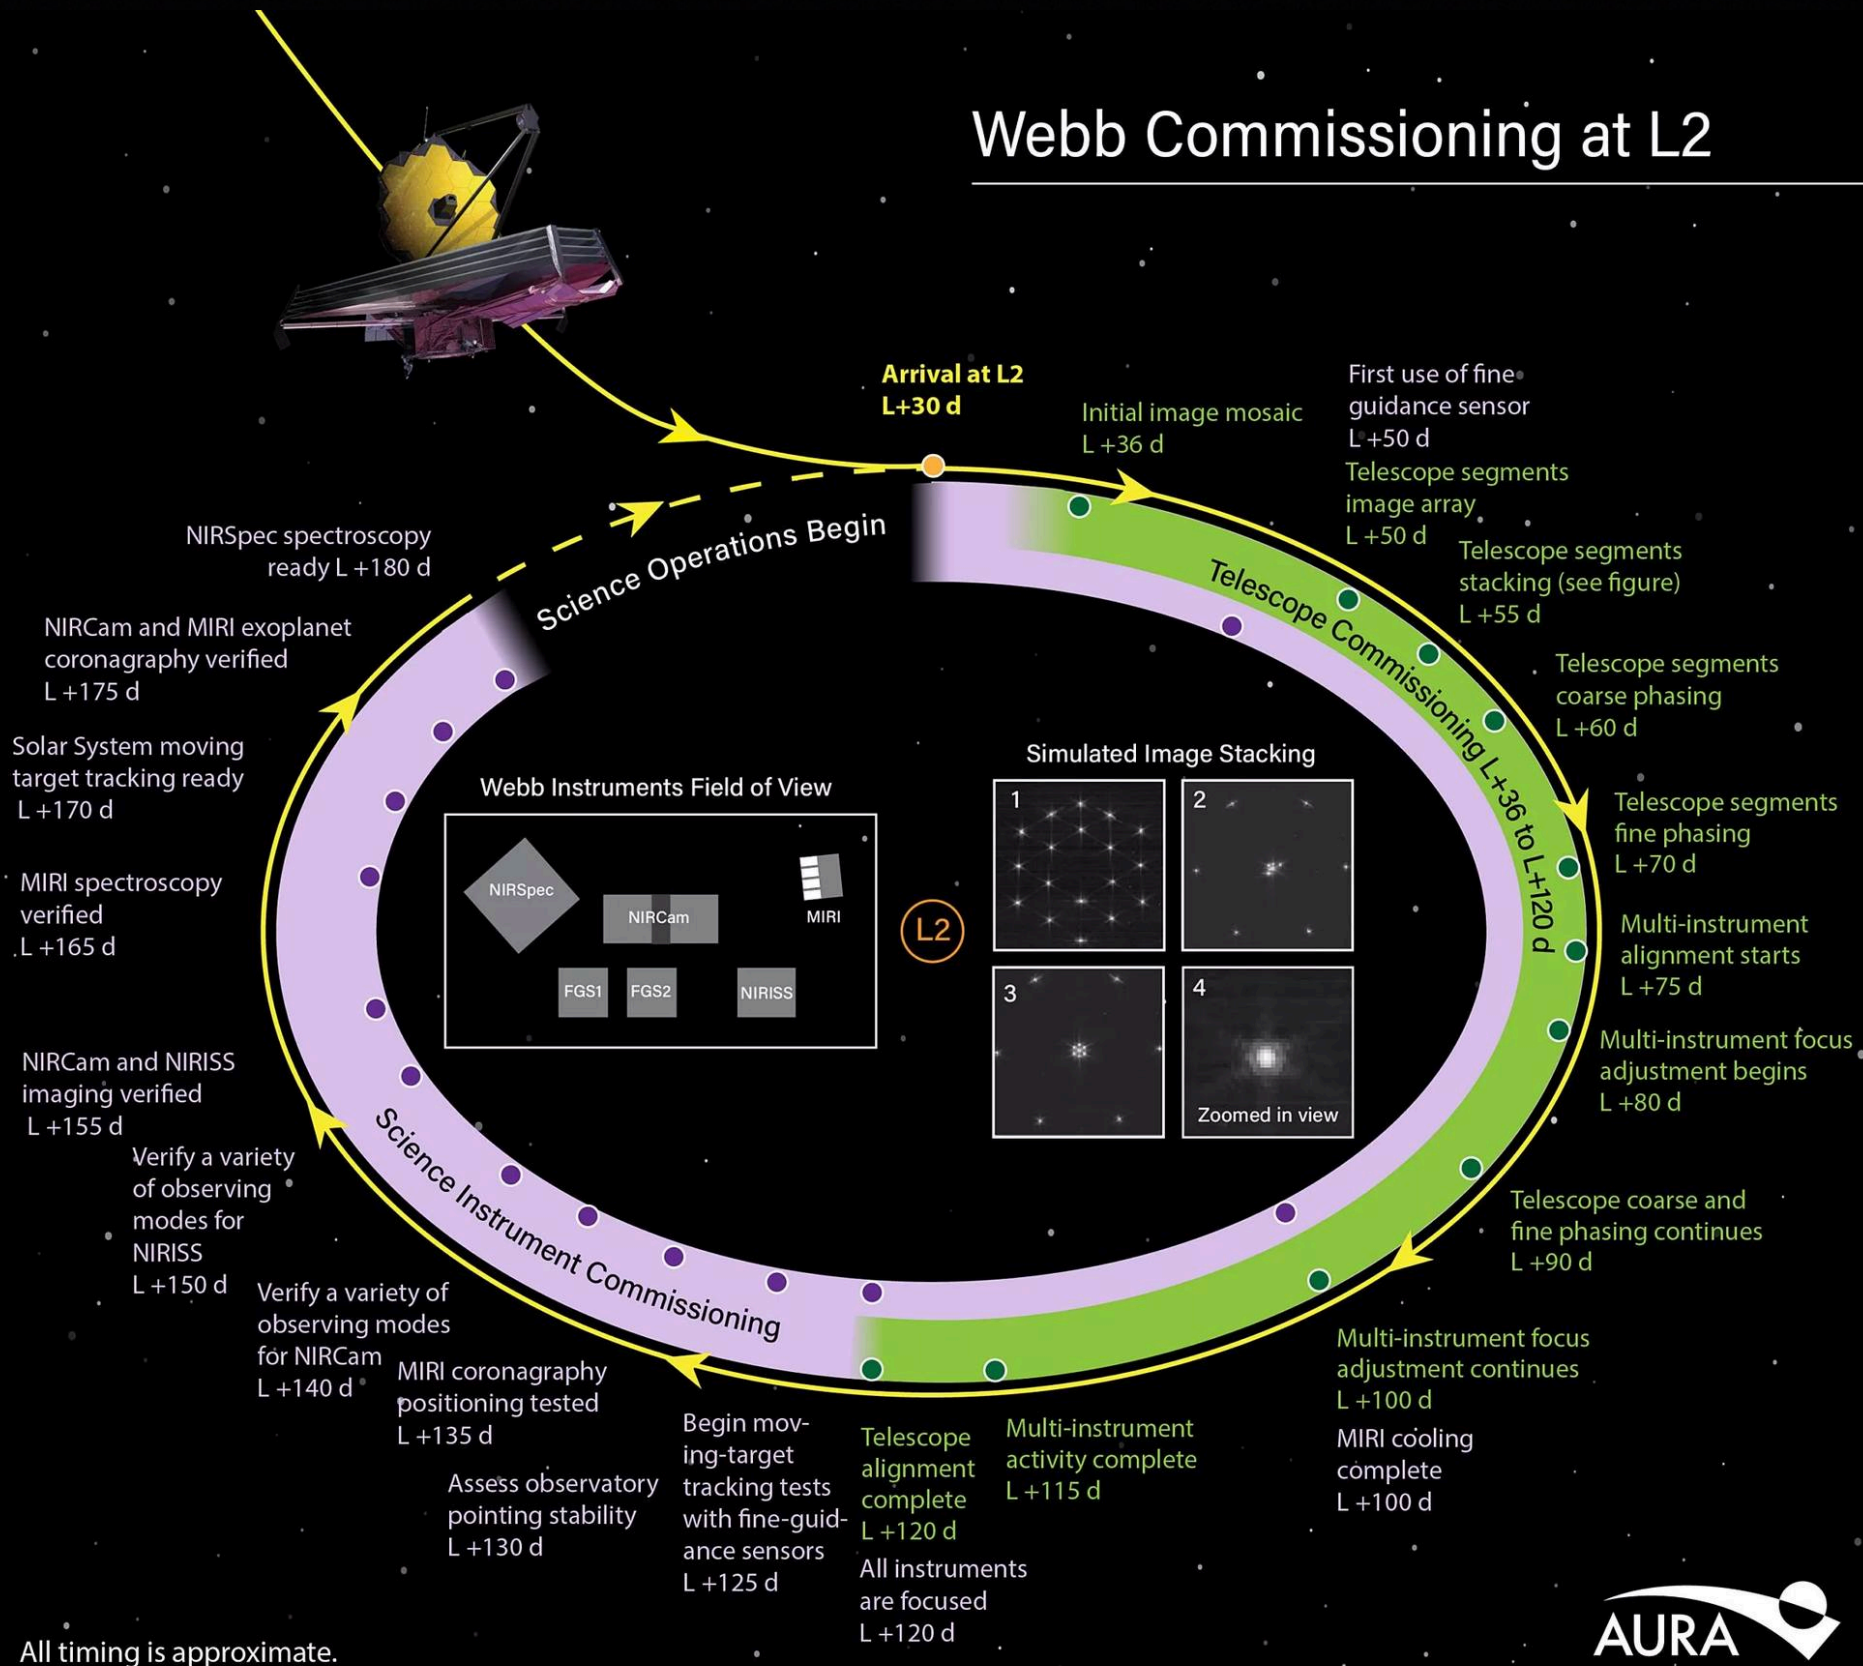 Webb Commissioning at L2
Arrival at L2
L+30 d
Initial image mosaic
L +36 d
First use of fine
guidance sensor
L +50 d
Telescope segments
image array
L +50 d
Telescope segments
stacking (see figure)
L +55 d
Telescope segments
coarse phasing
L +60 d
Telescope segments
fine phasing
L +70 d
Multi-instrument
alignment starts
L +75 d
Multi-instrument focus
adjustment begins
L +80 d
Telescope coarse and
fine phasing continues
L +90 d
Multi-instrument focus
adjustment continues
L +100 d
MIRI cooling
complete
L +100 d
Multi-instrument
activity complete
L +115 d
Telescope
alignment
complete
L +120 d
All instruments
are focused
L +120 d
Begin mov-
ing-target
tracking tests
with fine-guid-
ance sensors
L +125 d
Assess observatory
pointing stability
L +130 d
MIRI coronagraphy
positioning tested
L +135 d
Verify a variety of
observing modes
for NIRCam
L +140 d
Verify a variety
of observing
modes for
NIRISS
L +150 d
NIRCam and NIRISS
imaging verified
L +155 d
MIRI spectroscopy
verified
L +165 d
Solar System moving
target tracking ready
L +170 d
NIRCam and MIRI exoplanet
coronagraphy verified
L +175 d
NIRSpec spectroscopy
ready L +180 d
Science Operations Begin
Telescope Commissioning L+36 to L+120 d
Science Instrument Commissioning
Webb Instruments Field of View
NIRSpec
NIRCam
MIRI
FGS1
FGS2
NIRISS
L2
Simulated Image Stacking
1
2
3
4
Zoomed in view
All timing is approximate.
AURA